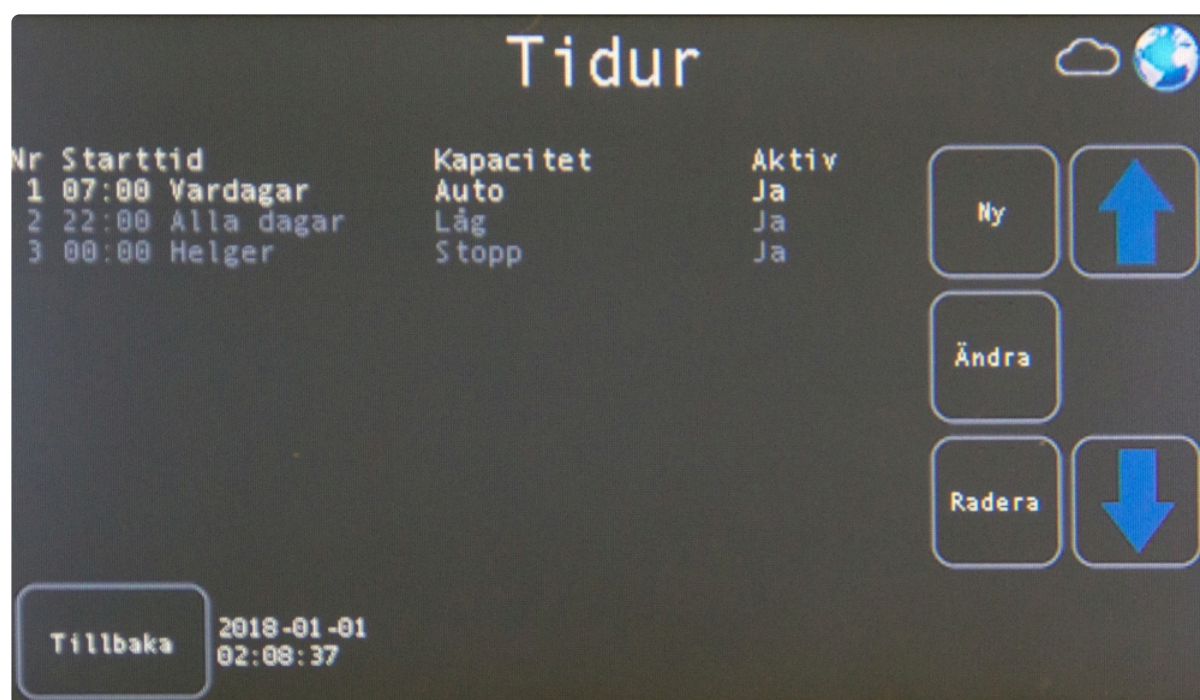 Tidur
Nr Starttid Kapacitet Aktiv
1 07:00 Vardagar Auto Ja
2 22:00 Alla dagar Låg Ja
3 00:00 Helger Stopp Ja
Ny
Ändra
Radera
Tillbaka
2018-01-01
02:08:37